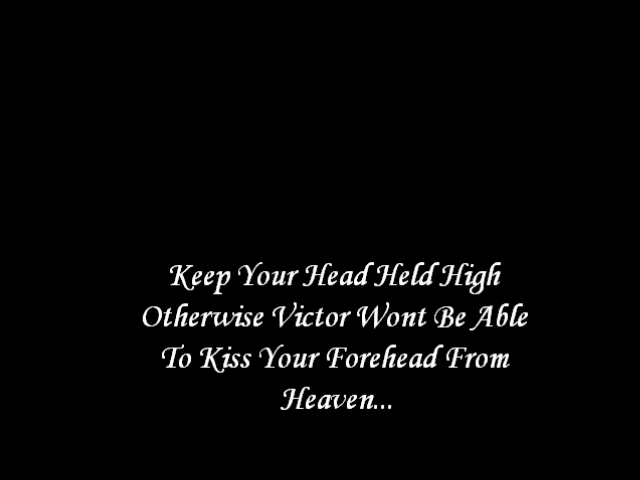 Keep Your Head Held High
Otherwise Victor Wont Be Able
To Kiss Your Forehead From
Heaven...